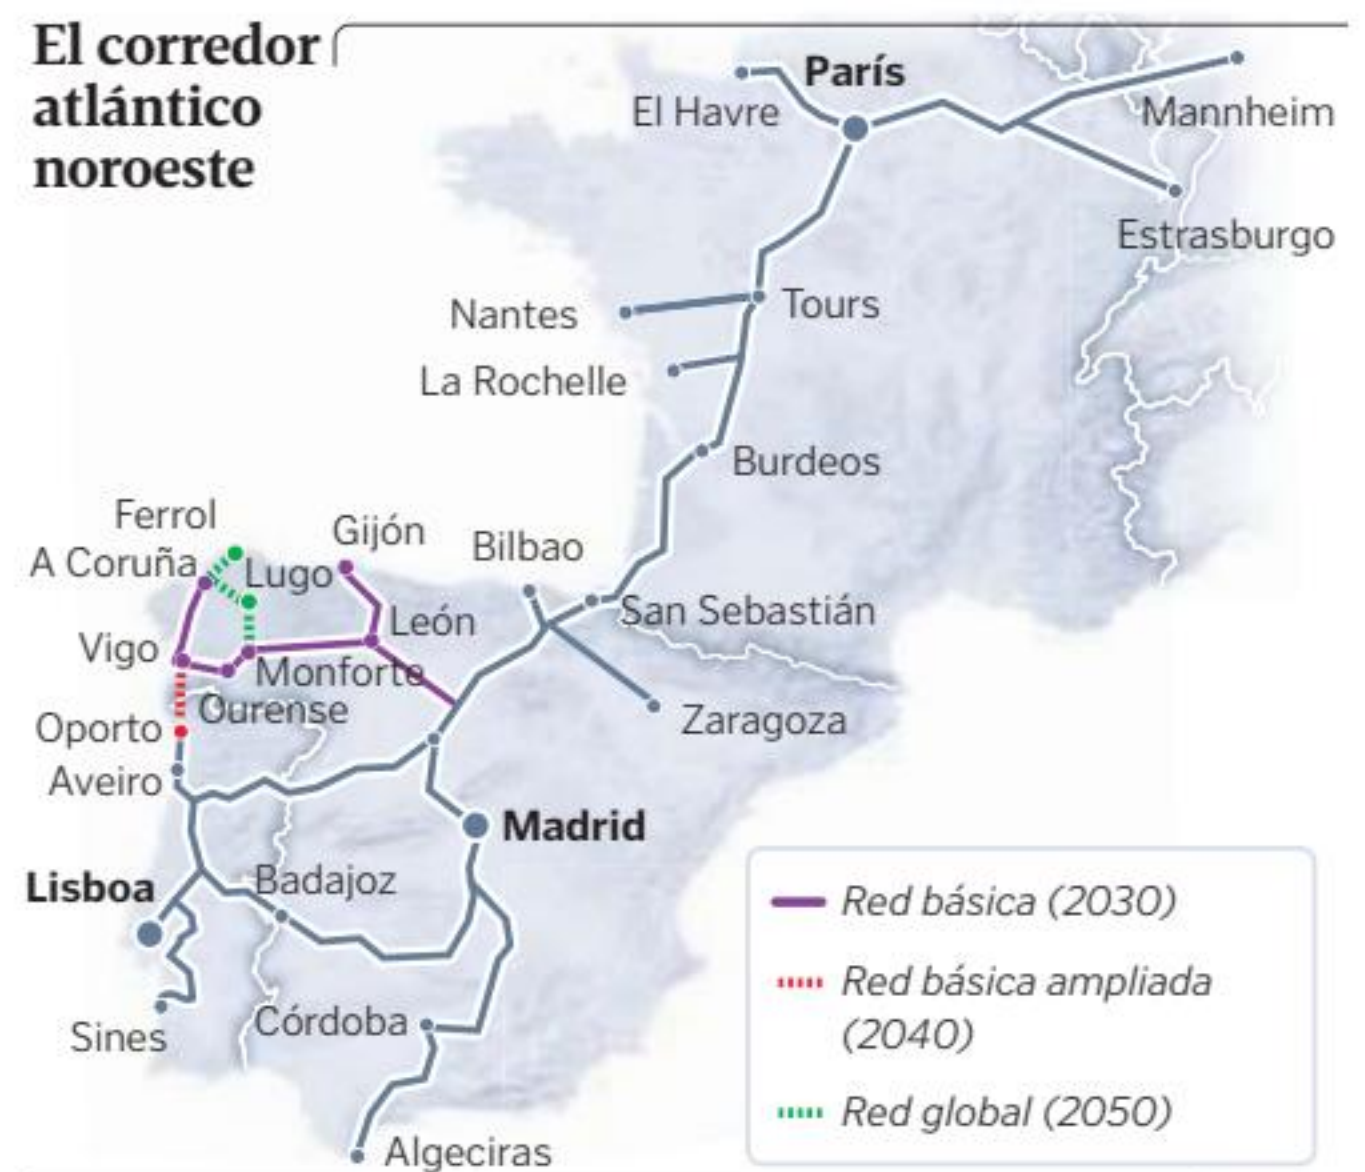 El corredor
atlántico
noroeste
París
El Havre
Mannheim
Estrasburgo
Nantes
Tours
La Rochelle
Burdeos
Ferrol
Gijón
Bilbao
A Coruña
Lugo
San Sebastián
León
Vigo
Monforte
Ourense
Zaragoza
Oporto
Aveiro
Madrid
Badajoz
Lisboa
Córdoba
Sines
Algeciras
Red básica (2030)
Red básica ampliada
(2040)
Red global (2050)